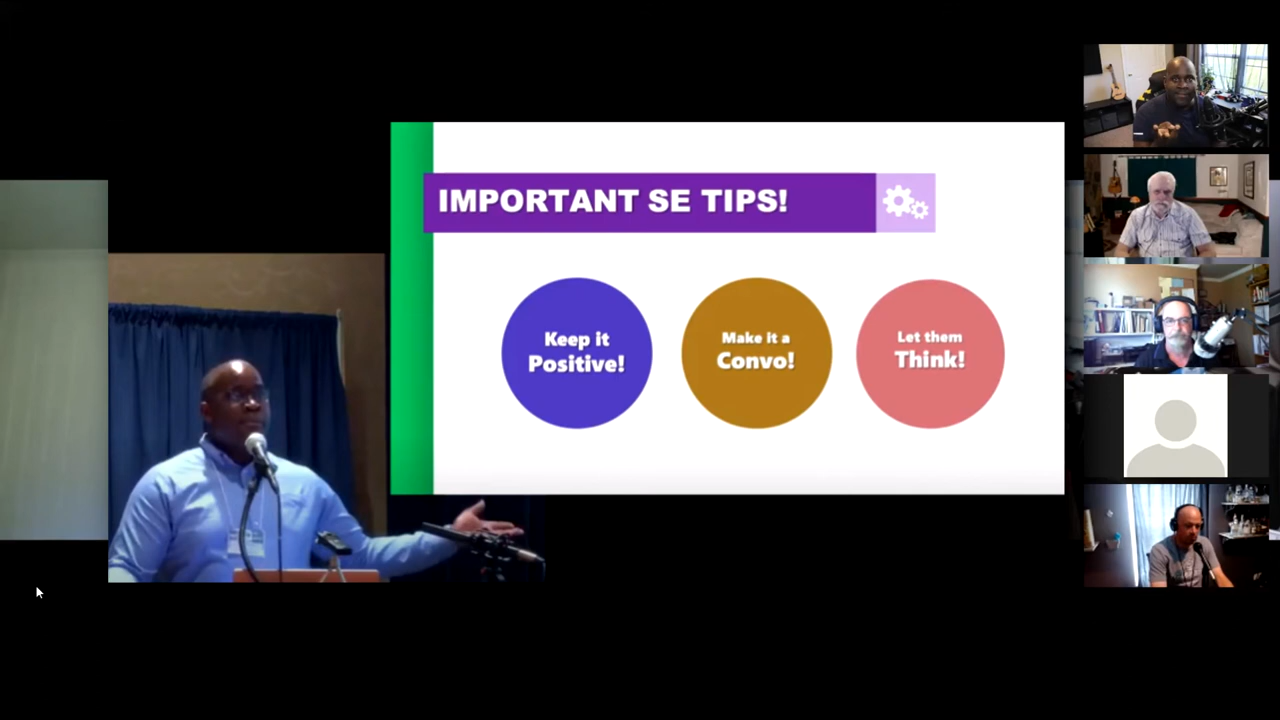 IMPORTANT SE TIPS!
Keep it
Positive!
Make it a
Convo!
Let them
Think!